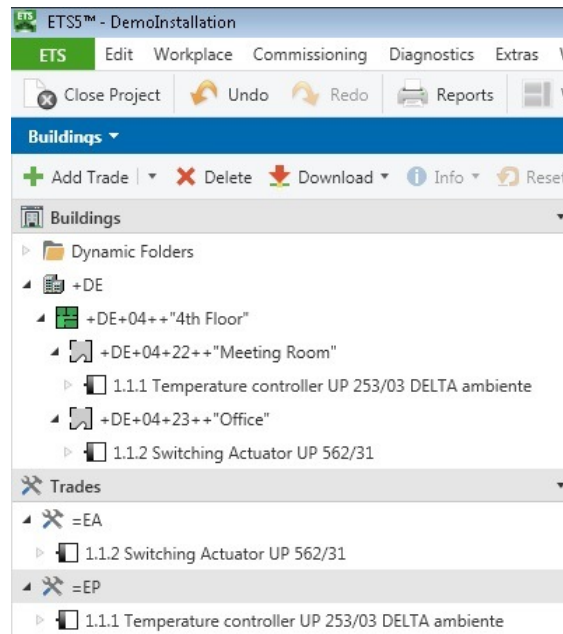 ETS5™ - DemoInstallation
ETS Edit Workplace Commissioning Diagnostics Extras
Close Project Undo Redo Reports
Buildings
Add Trade Delete Download Info Reset
Buildings
Dynamic Folders
+DE
+DE+04++"4th Floor"
+DE+04+22++"Meeting Room"
1.1.1 Temperature controller UP 253/03 DELTA ambiente
+DE+04+23++"Office"
1.1.2 Switching Actuator UP 562/31
Trades
=EA
1.1.2 Switching Actuator UP 562/31
=EP
1.1.1 Temperature controller UP 253/03 DELTA ambiente